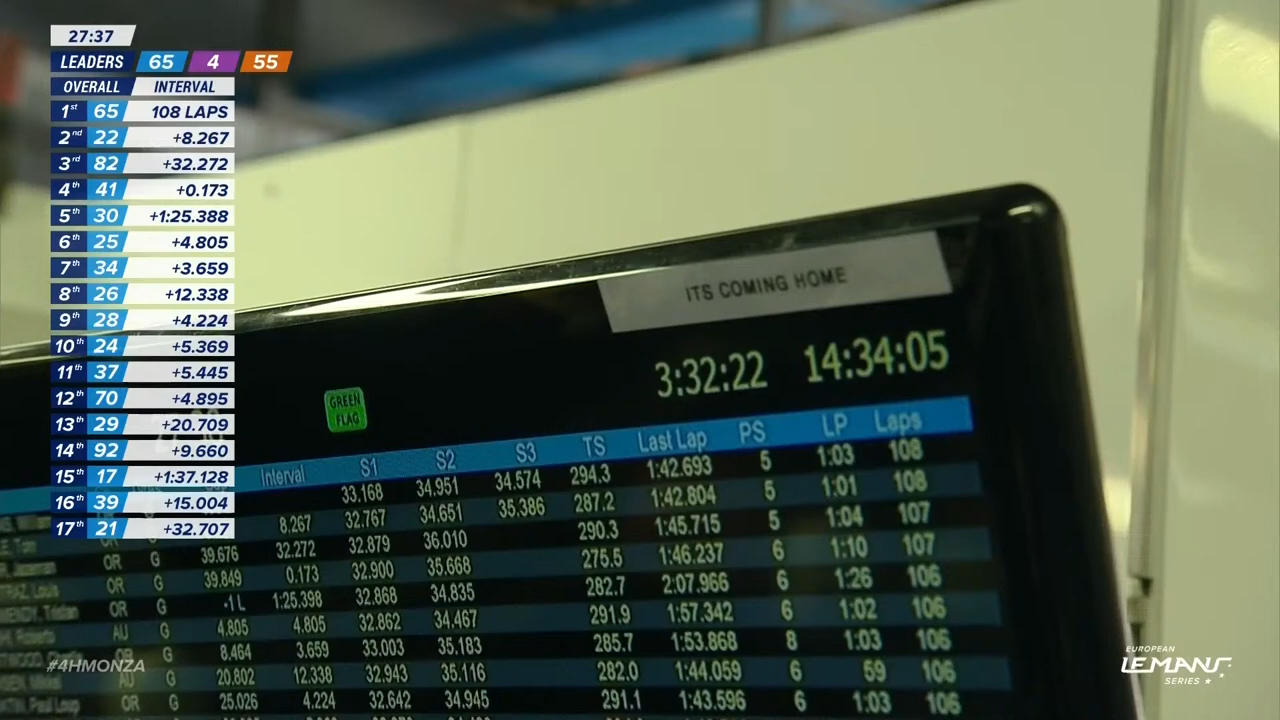 27:37
LEADERS 65 4 55
OVERALL INTERVAL
1st 65 108 LAPS
2nd 22 +8.267
3rd 82 +32.272
4th 41 +0.173
5th 30 +1:25.388
6th 25 +4.805
7th 34 +3.659
8th 26 +12.338
9th 28 +4.224
10th 24 +5.369
11th 37 +5.445
12th 70 +4.895
13th 29 +20.709
14th 92 +9.660
15th 17 +1:37.128
16th 39 +15.004
17th 21 +32.707
ITS COMING HOME
3:32:22 14:34:05
GREEN
FLAG
Interval S1 S2 S3 TS Last Lap PS LP Laps
33.168 34.951 34.574 294.3 1:42.693 5 1:03 108
8.267 32.767 34.651 35.386 287.2 1:42.804 5 1:01 108
OR G 39.676 32.272 32.879 36.010 290.3 1:45.715 5 1:04 107
Louis OR G 39.849 0.173 32.900 35.668 275.5 1:46.237 6 1:10 107
Tristan OR G -1 L 1:25.398 32.868 34.835 282.7 2:07.966 6 1:26 106
Roberto AU G 4.805 4.805 32.862 34.467 291.9 1:57.342 6 1:02 106
G 8.464 3.659 33.003 35.183 285.7 1:53.868 8 1:03 106
AU G 20.802 12.338 32.943 35.116 282.0 1:44.059 6 59 106
Paul Loup OR G 25.026 4.224 32.642 34.945 291.1 1:43.596 6 1:03 106
#4HMONZA
EUROPEAN
LE MANS
SERIES